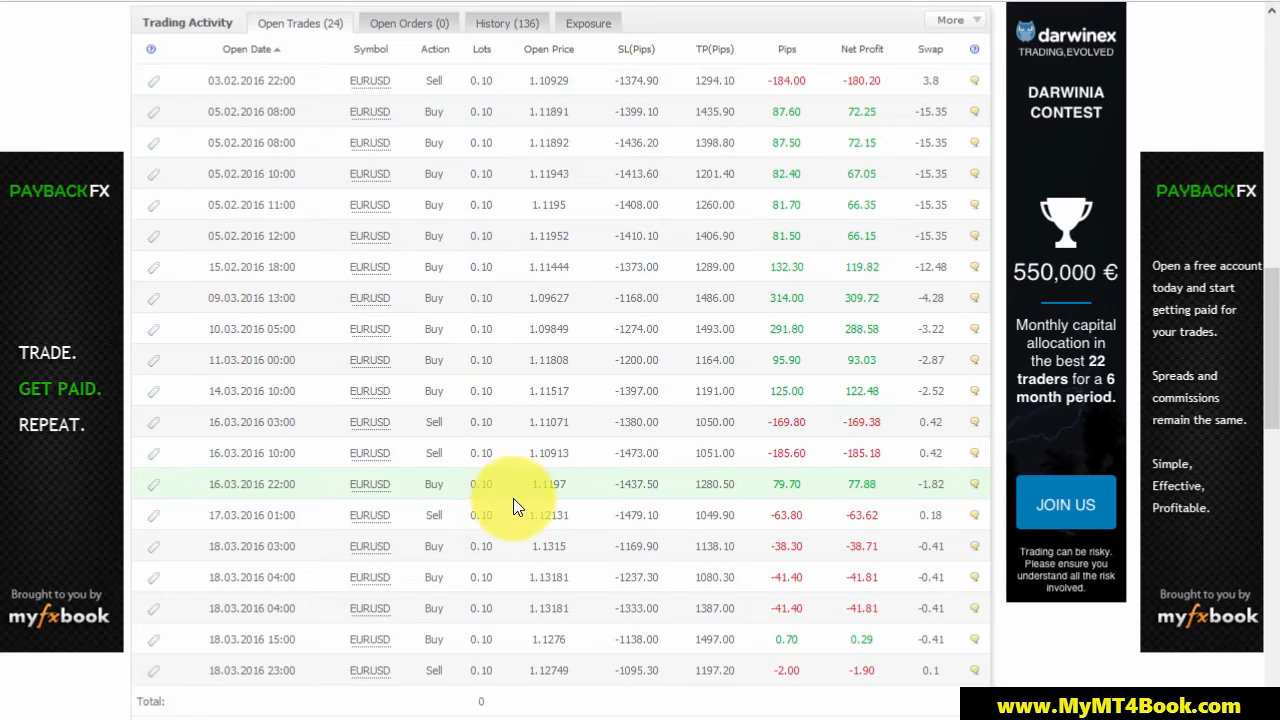 Trading Activity Open Trades (24) Open Orders (0) History (136) Exposure More
Open Date Symbol Action Lots Open Price SL(Pips) TP(Pips) Pips Net Profit Swap
03.02.2016 22:00 EURUSD Sell 0.10 1.10929 -1374.90 1294.10 -184.00 -180.20 3.8
05.02.2016 08:00 EURUSD Buy 0.10 1.11891 -1399.10 1435.90 87.60 72.25 -15.35
05.02.2016 08:00 EURUSD Buy 0.10 1.11892 -1436.20 1398.80 87.50 72.15 -15.35
05.02.2016 10:00 EURUSD Buy 0.10 1.11943 -1413.60 1201.40 82.40 67.05 -15.35
05.02.2016 11:00 EURUSD Buy 0.10 1.1195 -1408.00 1260.00 81.70 66.35 -15.35
05.02.2016 12:00 EURUSD Buy 0.10 1.11952 -1410.10 1406.90 81.50 66.15 -15.35
15.02.2016 18:00 EURUSD Buy 0.10 1.11444 -1373.00 1289.00 132.30 119.82 -12.48
09.03.2016 13:00 EURUSD Buy 0.10 1.09627 -1168.00 1486.00 314.00 309.72 -4.28
10.03.2016 05:00 EURUSD Buy 0.10 1.09849 -1274.00 1493.00 291.80 288.58 -3.22
11.03.2016 00:00 EURUSD Buy 0.10 1.11808 -1200.00 1164.00 95.90 93.03 -2.87
14.03.2016 10:00 EURUSD Buy 0.10 1.11517 -1397.00 1191.00 125.00 122.48 -2.52
16.03.2016 03:00 EURUSD Sell 0.10 1.11071 -1380.00 1050.00 -169.80 -169.38 0.42
16.03.2016 10:00 EURUSD Sell 0.10 1.10913 -1473.00 1051.00 -185.60 -185.18 0.42
16.03.2016 22:00 EURUSD Buy 0.10 1.1197 -1437.50 1280.50 79.70 77.88 -1.82
17.03.2016 01:00 EURUSD Sell 0.10 1.12131 -1479.10 1049.90 -63.80 -63.62 0.18
18.03.2016 03:00 EURUSD Buy 0.10 1.1315 -1169.90 1138.10 -38.30 -38.71 -0.41
18.03.2016 04:00 EURUSD Buy 0.10 1.13181 -1237.30 1080.30 -41.40 -41.81 -0.41
18.03.2016 04:00 EURUSD Buy 0.10 1.13181 -1333.00 1387.00 -41.40 -41.81 -0.41
18.03.2016 15:00 EURUSD Buy 0.10 1.1276 -1138.00 1497.00 0.70 0.29 -0.41
18.03.2016 23:00 EURUSD Sell 0.10 1.12749 -1095.30 1197.20 -2.00 -1.90 0.1
Total: 0
PAYBACKFX
TRADE.
GET PAID.
REPEAT.
Brought to you by
myfxbook
darwinex
TRADING,EVOLVED
DARWINIA
CONTEST
550,000 €
Monthly capital
allocation in
the best 22
traders for a 6
month period.
JOIN US
Trading can be risky.
Please ensure you
understand all the risk
involved.
PAYBACKFX
Open a free account
today and start
getting paid for
your trades.
Spreads and
commissions
remain the same.
Simple,
Effective,
Profitable.
Brought to you by
myfxbook
www.MyMT4Book.com